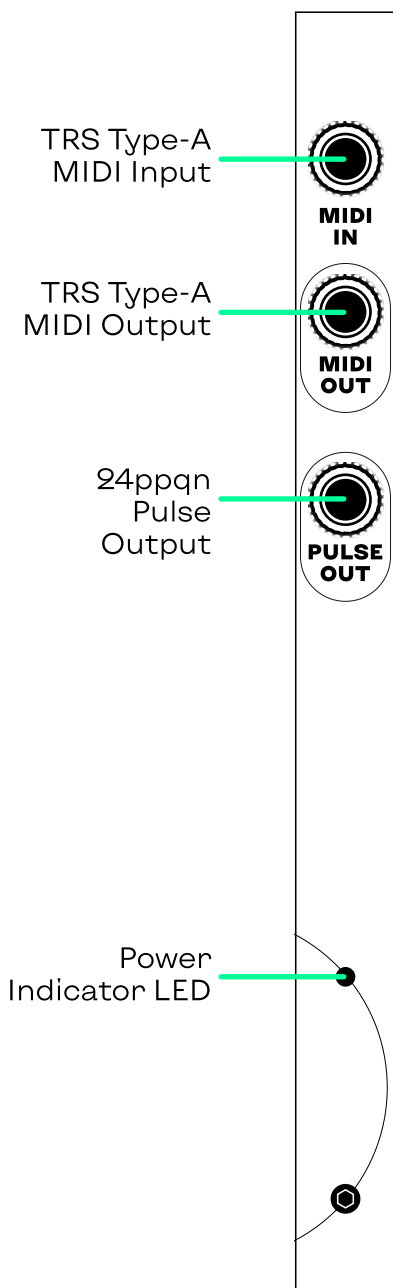 TRS Type-A
MIDI Input
MIDI
IN
TRS Type-A
MIDI Output
MIDI
OUT
24ppqn
Pulse
Output
PULSE
OUT
Power
Indicator LED